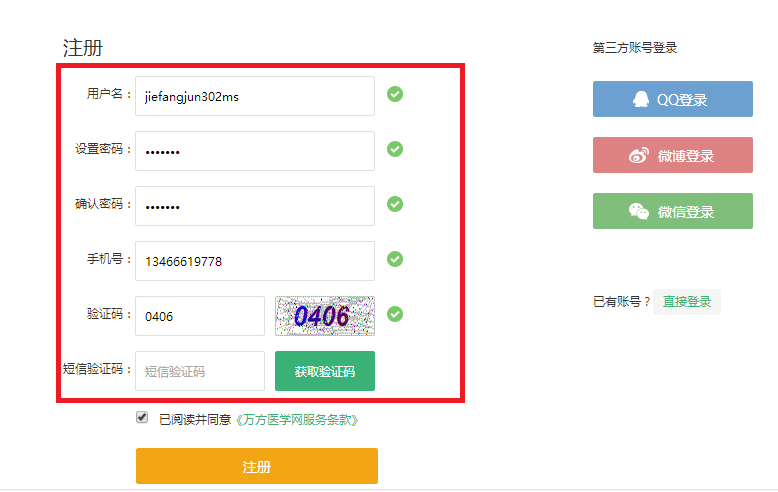 注册
用户名：
jiefangjun302ms
设置密码：
•••••••
确认密码：
•••••••
手机号：
13466619778
验证码：
0406
0406
短信验证码：
短信验证码
获取验证码
已阅读并同意《万方医学网服务条款》
注册
第三方账号登录
QQ登录
微博登录
微信登录
已有账号？ 直接登录